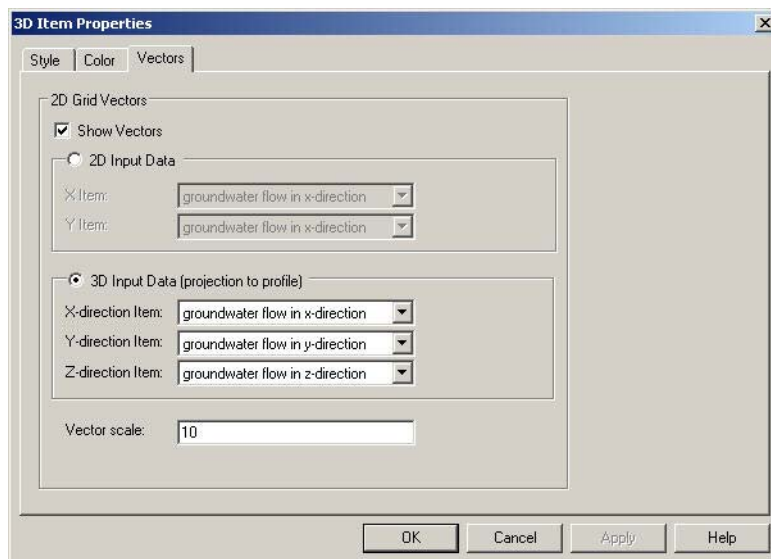 3D Item Properties
Style Color Vectors
2D Grid Vectors
Show Vectors
2D Input Data
X Item: groundwater flow in x-direction
Y Item: groundwater flow in x-direction
3D Input Data (projection to profile)
X-direction Item: groundwater flow in x-direction
Y-direction Item: groundwater flow in y-direction
Z-direction Item: groundwater flow in z-direction
Vector scale: 10
OK Cancel Apply Help